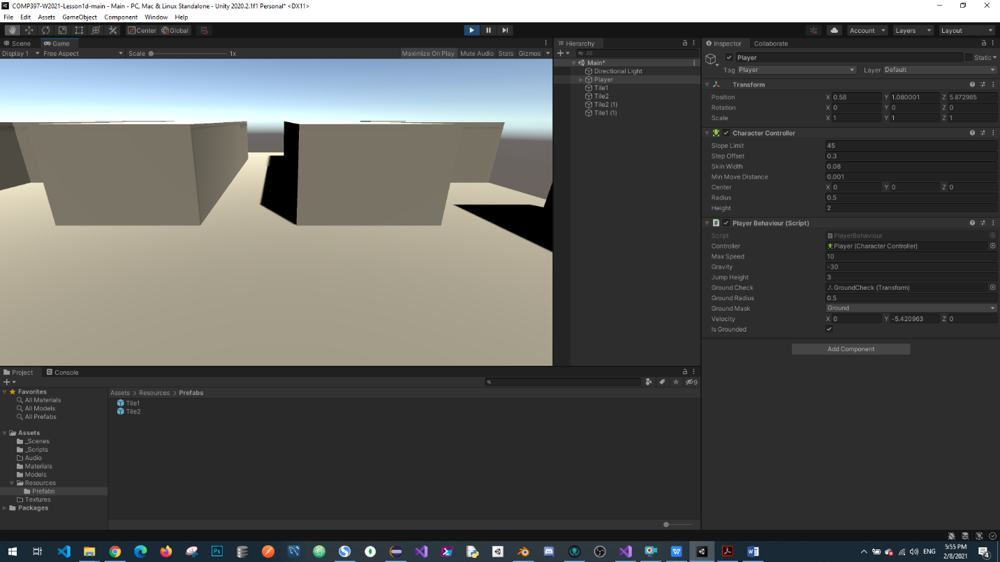 COMP397-W2021-Lesson1d-main - Main - PC, Mac & Linux Standalone - Unity 2020.2.1f1 Personal* <DX11>
File Edit Assets GameObject Component Window Help
Center Global Account Layers Layout
Scene Game
Display 1 Free Aspect Scale 1x Maximize On Play Mute Audio Stats Gizmos
Hierarchy
All
Main*
Directional Light
Player
Tile1
Tile2
Tile2 (1)
Tile1 (1)
Inspector Collaborate
Player Static
Tag Player Layer Default
Transform
Position X 0.58 Y 1.080001 Z 5.872985
Rotation X 0 Y 0 Z 0
Scale X 1 Y 1 Z 1
Character Controller
Slope Limit 45
Step Offset 0.3
Skin Width 0.08
Min Move Distance 0.001
Center X 0 Y 0 Z 0
Radius 0.5
Height 2
Player Behaviour (Script)
Script PlayerBehaviour
Controller Player (Character Controller)
Max Speed 10
Gravity -30
Jump Height 3
Ground Check GroundCheck (Transform)
Ground Radius 0.5
Ground Mask Ground
Velocity X 0 Y -5.420963 Z 0
Is Grounded
Add Component
Project Console
9
Favorites
All Materials
All Models
All Prefabs
Assets
_Scenes
_Scripts
Audio
Materials
Models
Resources
Prefabs
Textures
Packages
Assets > Resources > Prefabs
Tile1
Tile2
Ps
ENG
5:55 PM
2/8/2021
4